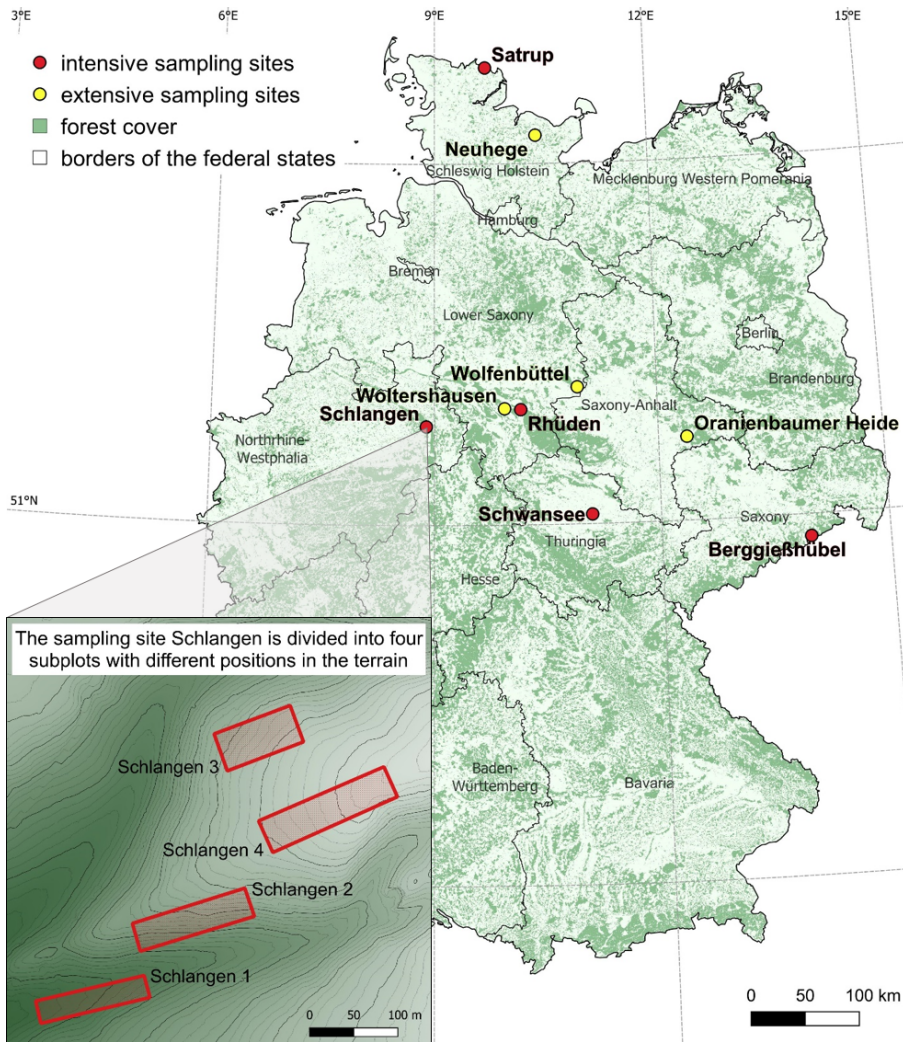 3°E
6°E
9°E
12°E
15°E
intensive sampling sites
extensive sampling sites
forest cover
borders of the federal states
Satrup
Neuhege
Schleswig Holstein
Mecklenburg Western Pomerania
Hamburg
Bremen
Lower Saxony
Berlin
Wolfenbüttel
Brandenburg
Woltershausen
Saxony-Anhalt
Schlangen
Rhüden
Oranienbaumer Heide
Northrhine-
Westphalia
51°N
Schwansee
Saxony
Thuringia
Berggießhübel
Hesse
The sampling site Schlangen is divided into four
subplots with different positions in the terrain
Schlangen 3
Baden-
Württemberg
Bavaria
Schlangen 4
Schlangen 2
Schlangen 1
0 50 100 m
0 50 100 km